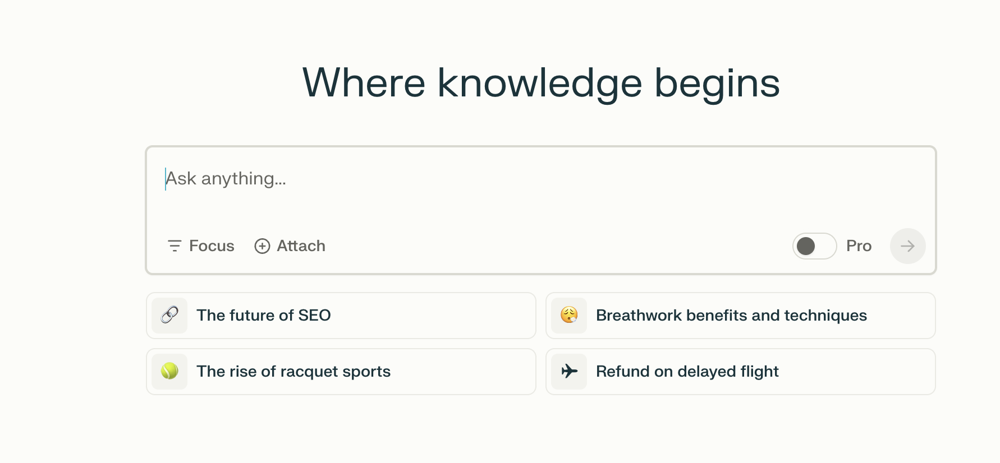 Where knowledge begins
Ask anything...
Focus
Attach
Pro
The future of SEO
Breathwork benefits and techniques
The rise of racquet sports
Refund on delayed flight